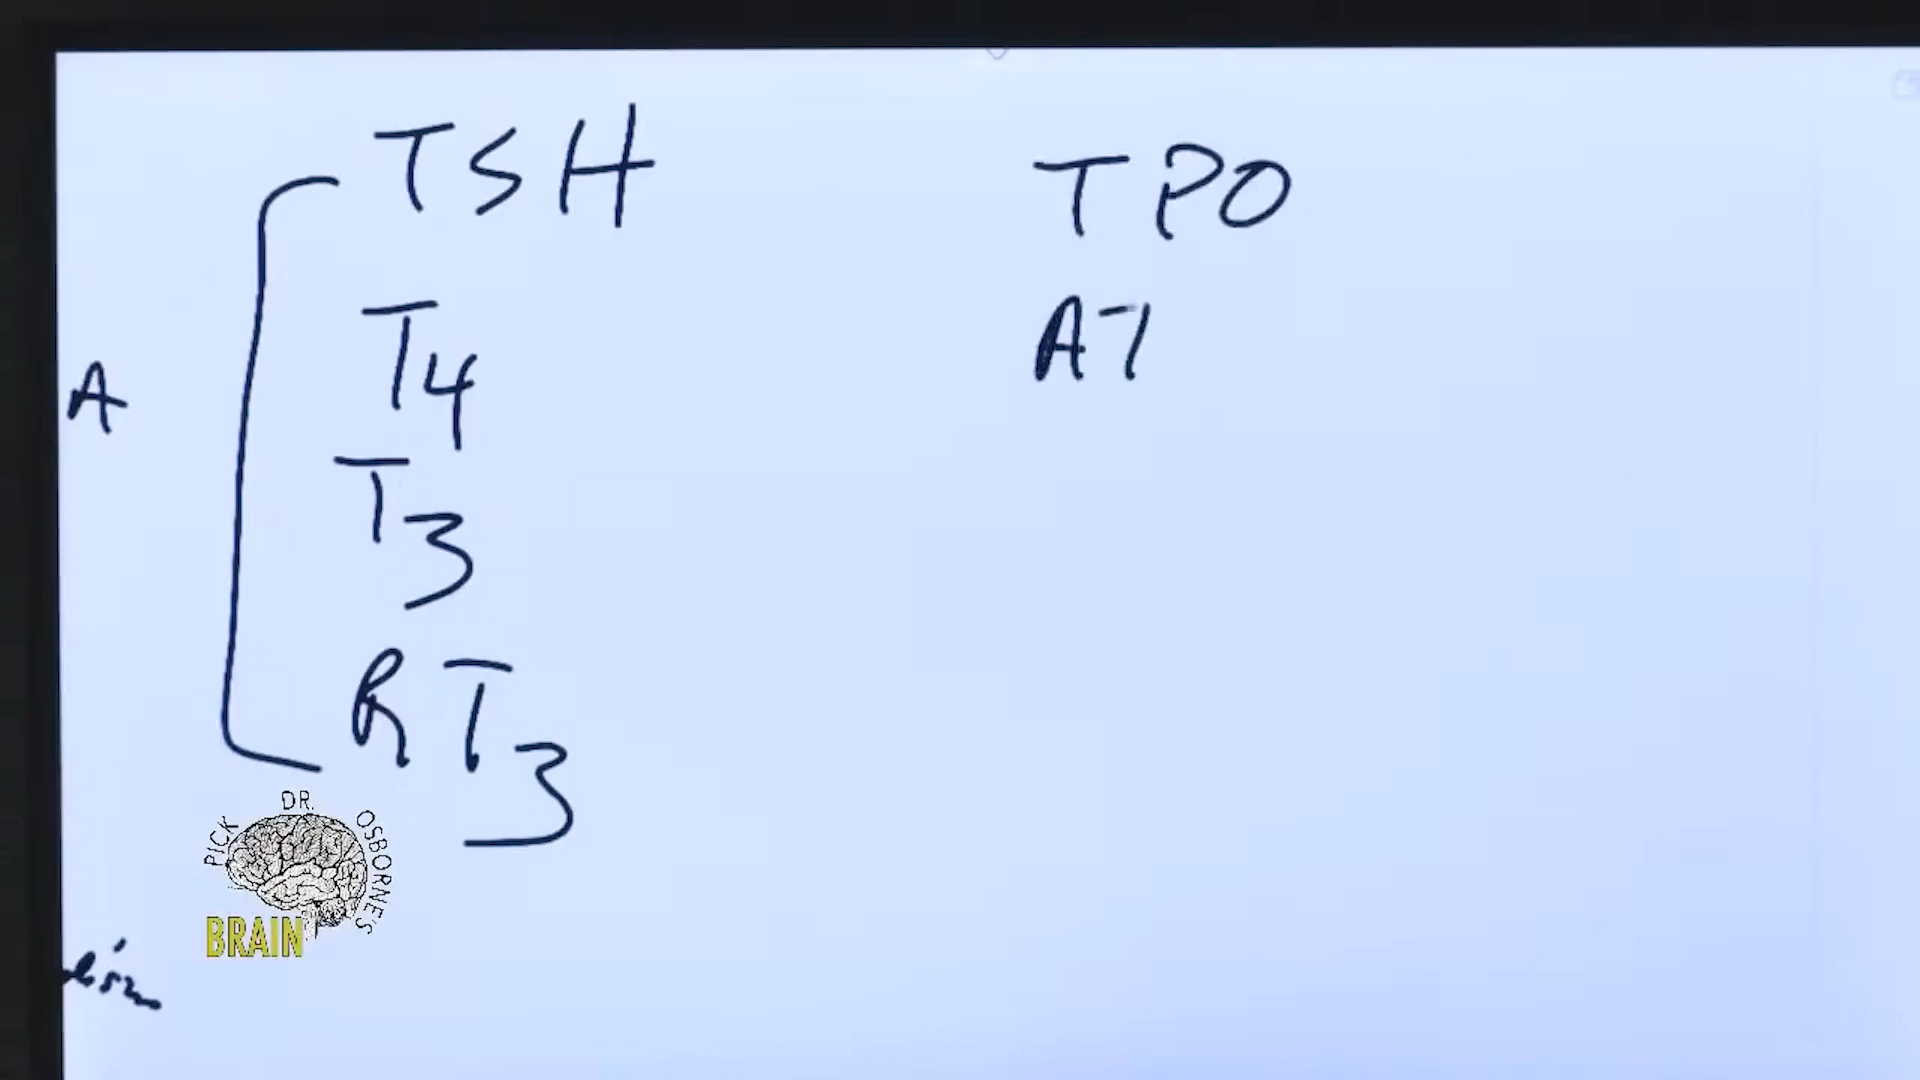 TSH
T4
T3
RT3
A
TPO
AT
PICK DR. OSBORNE'S
BRAIN